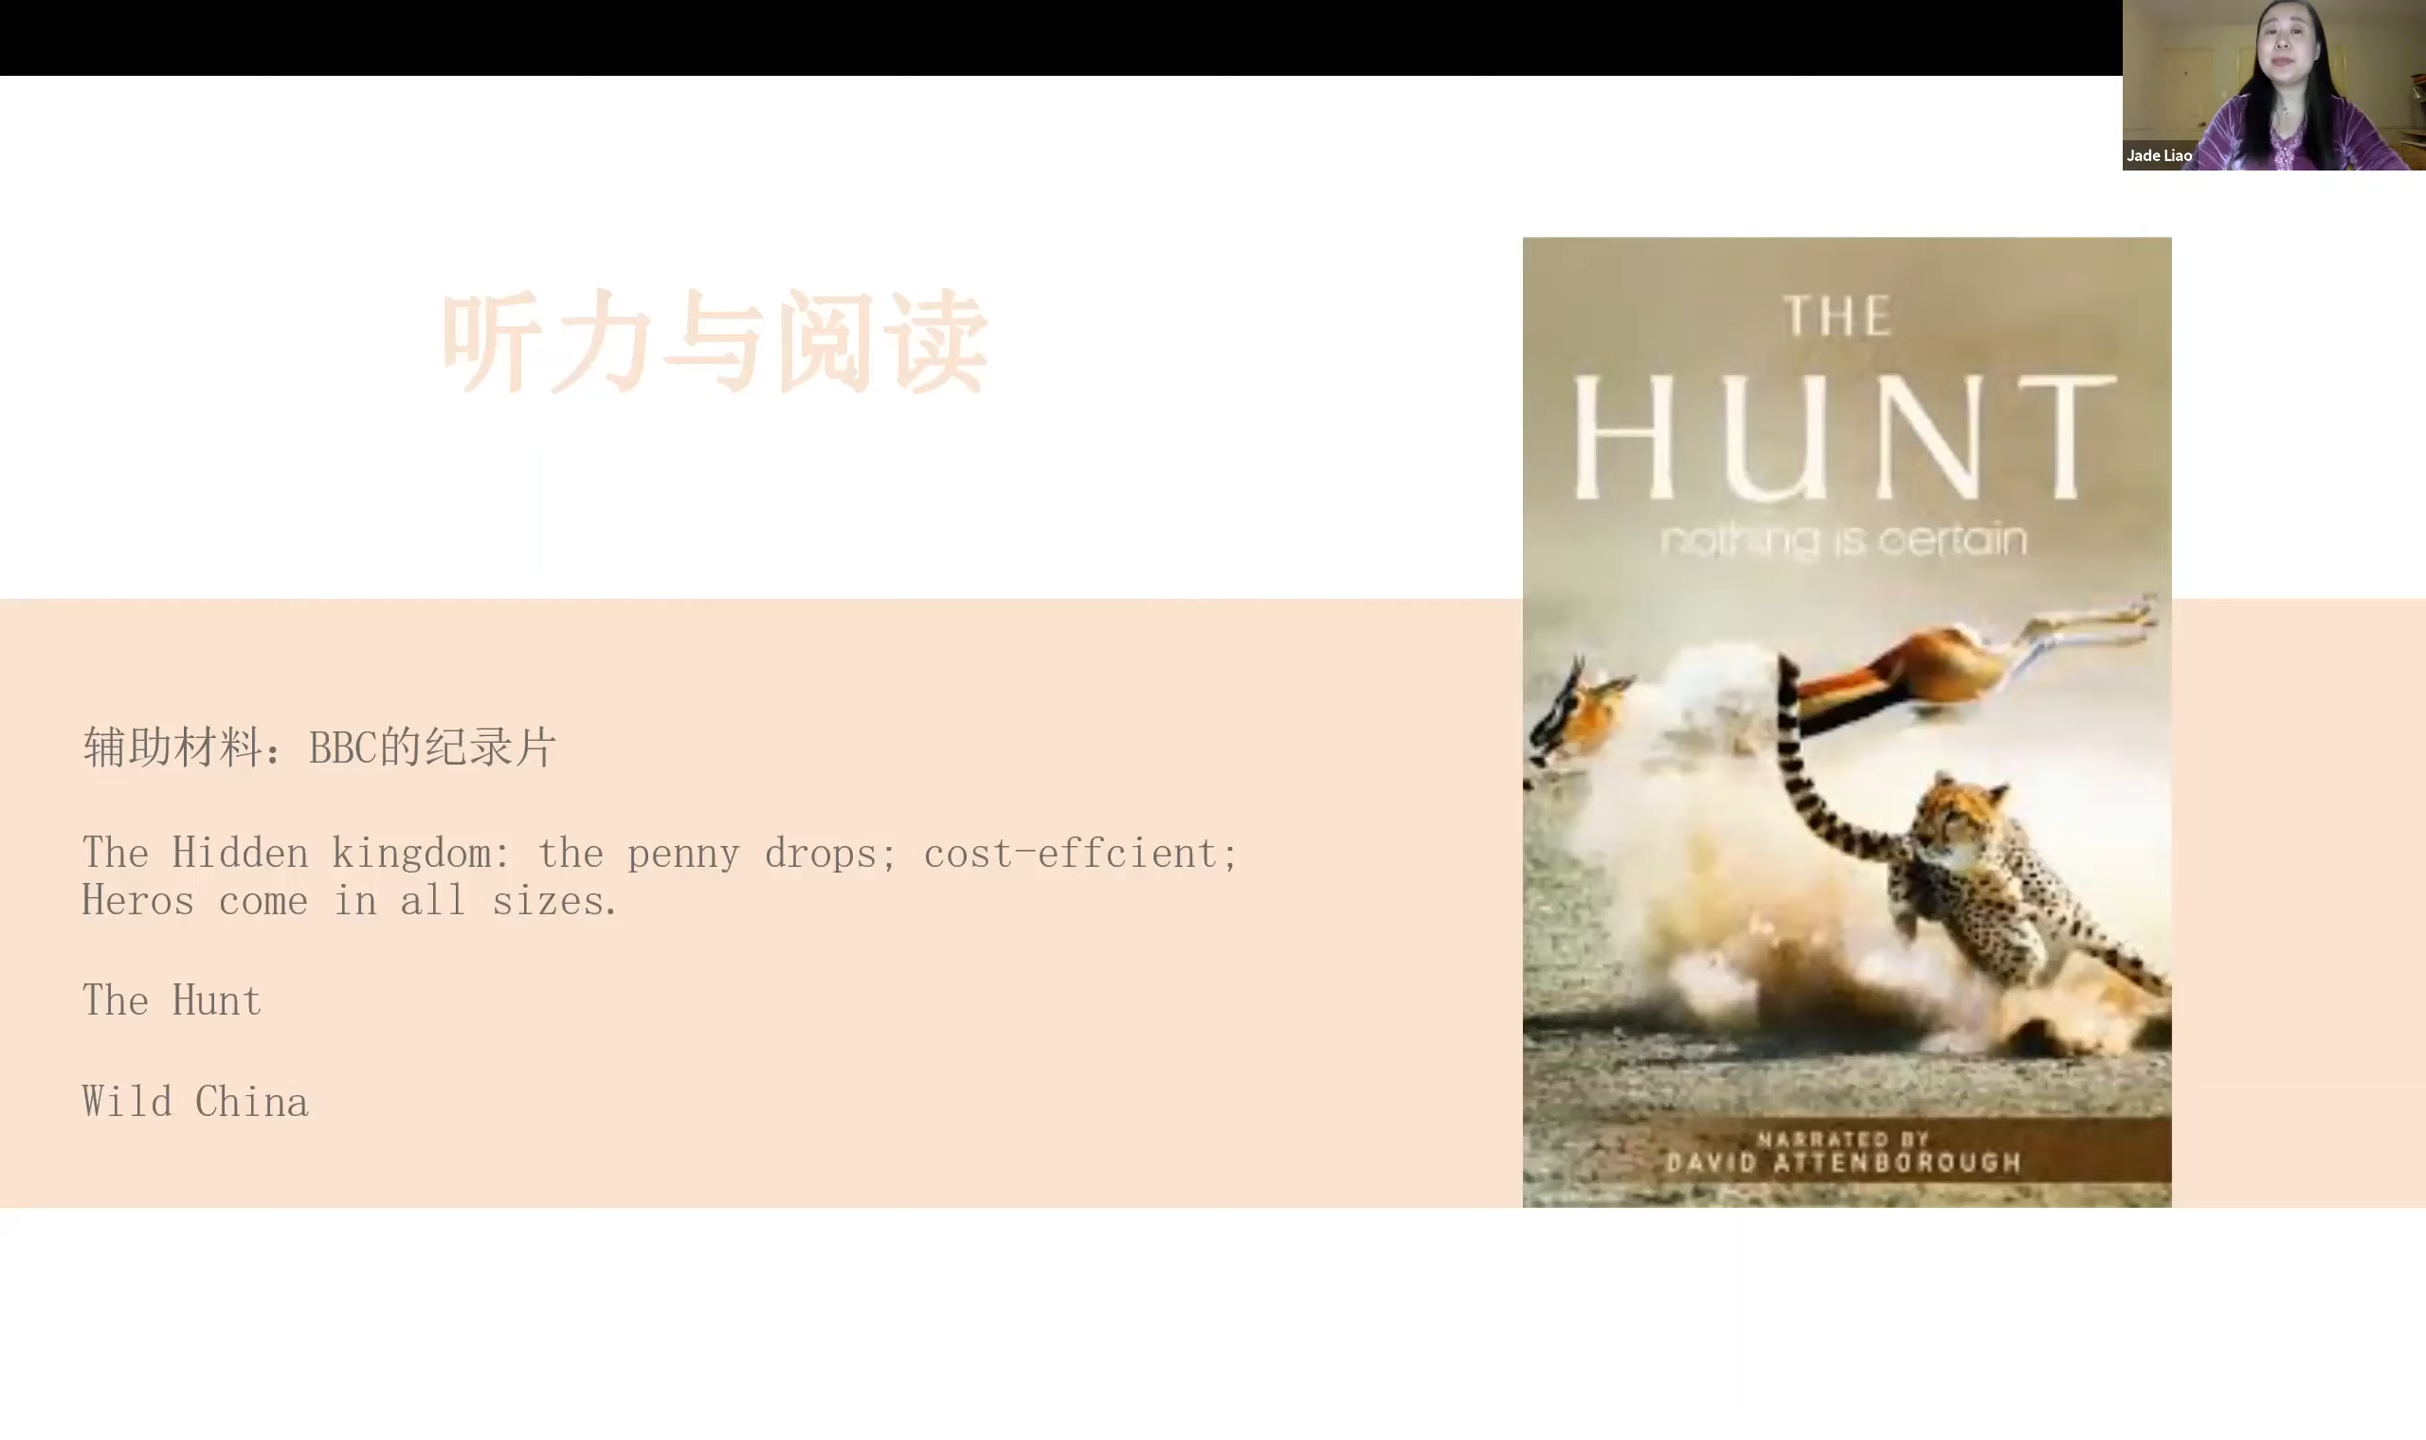 Jade Liao
听力与阅读
THE
HUNT
nothing is certain
辅助材料：BBC的纪录片
The Hidden kingdom: the penny drops; cost-effcient;
Heros come in all sizes.
The Hunt
Wild China
NARRATED BY
DAVID ATTENBOROUGH